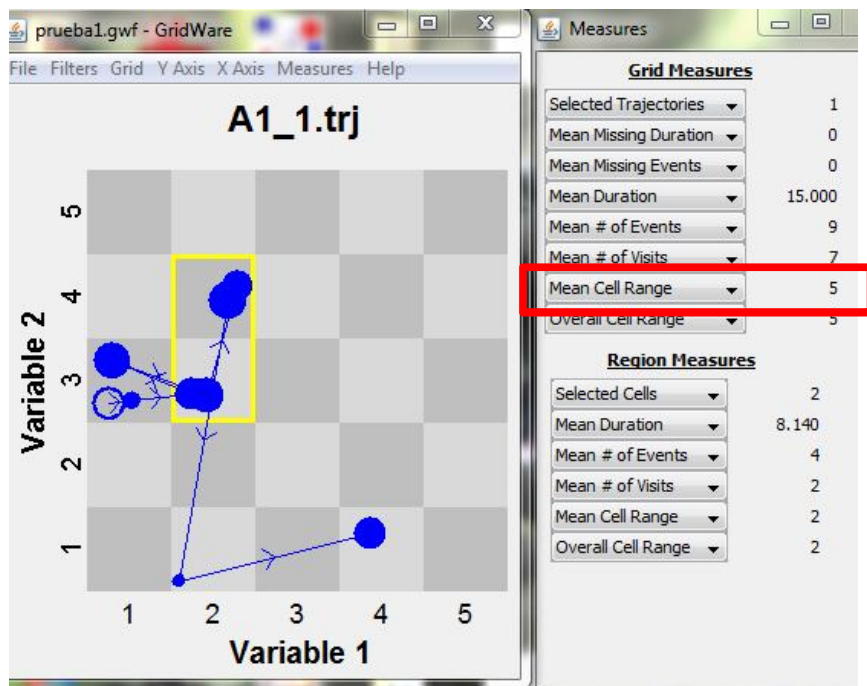 prueba1.gwf - GridWare
File Filters Grid Y Axis X Axis Measures Help
A1_1.trj
Variable 2
5
4
3
2
1
1 2 3 4 5
Variable 1
Measures
Grid Measures
Selected Trajectories 1
Mean Missing Duration 0
Mean Missing Events 0
Mean Duration 15.000
Mean # of Events 9
Mean # of Visits 7
Mean Cell Range 5
Overall Cell Range 5
Region Measures
Selected Cells 2
Mean Duration 8.140
Mean # of Events 4
Mean # of Visits 2
Mean Cell Range 2
Overall Cell Range 2